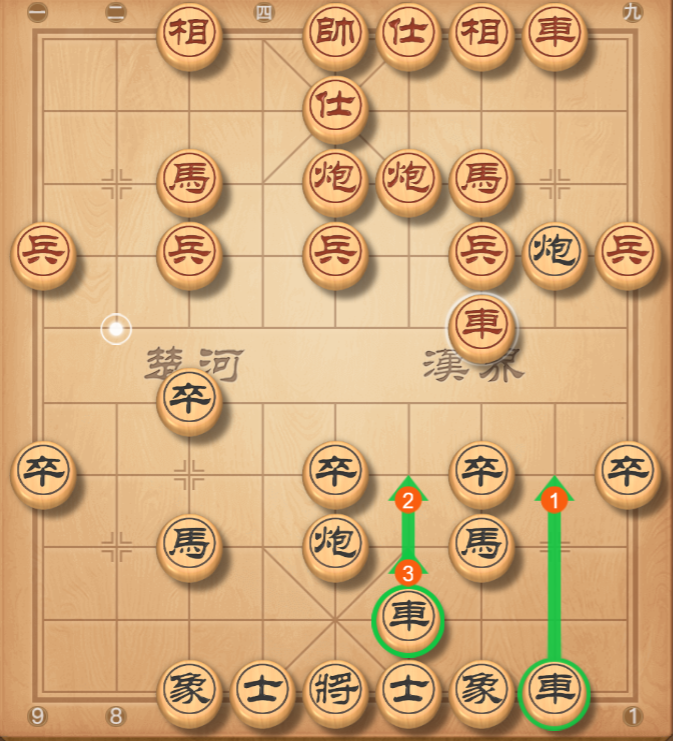 一 二 四 九
相 帥 仕 相 車
仕
馬 炮 炮 馬
兵 兵 兵 兵 炮 兵
車
楚河 漢界
卒
卒 卒 卒 卒
2 1
馬 炮 馬
3
車
象 士 將 士 象 車
9 8 1